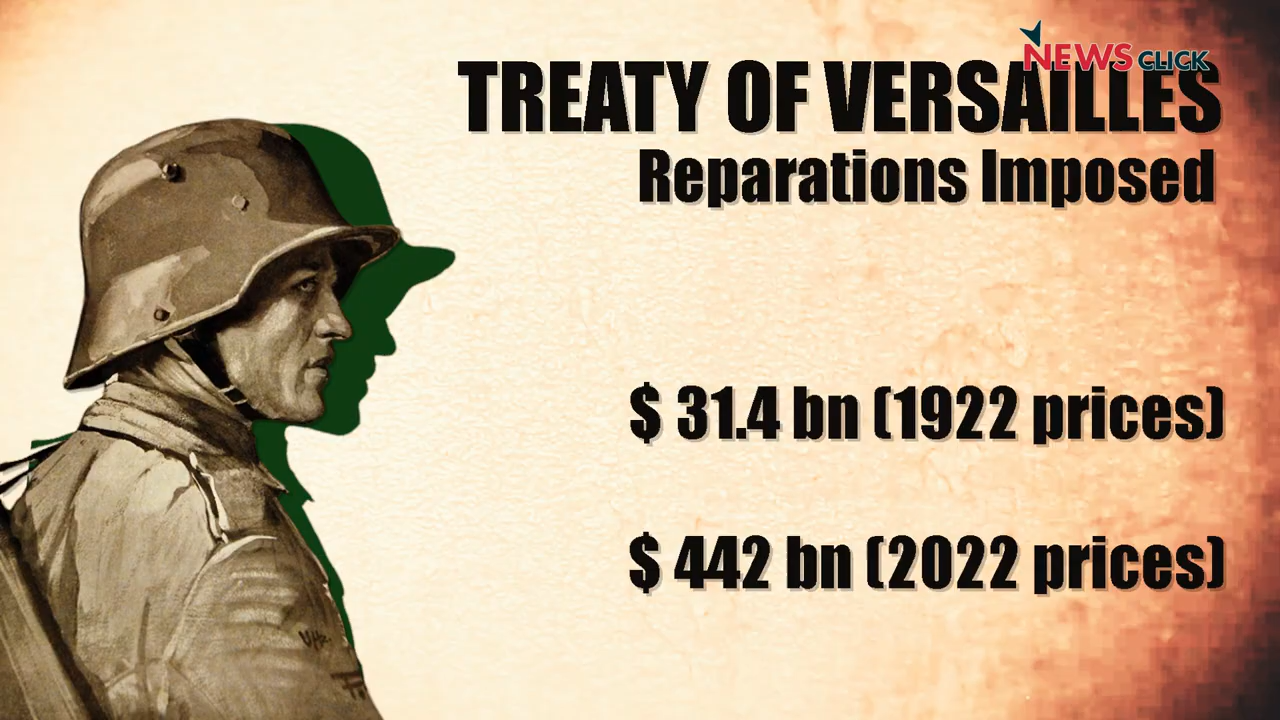 NEWSCLICK
TREATY OF VERSAILLES
Reparations Imposed
$ 31.4 bn (1922 prices)
$ 442 bn (2022 prices)